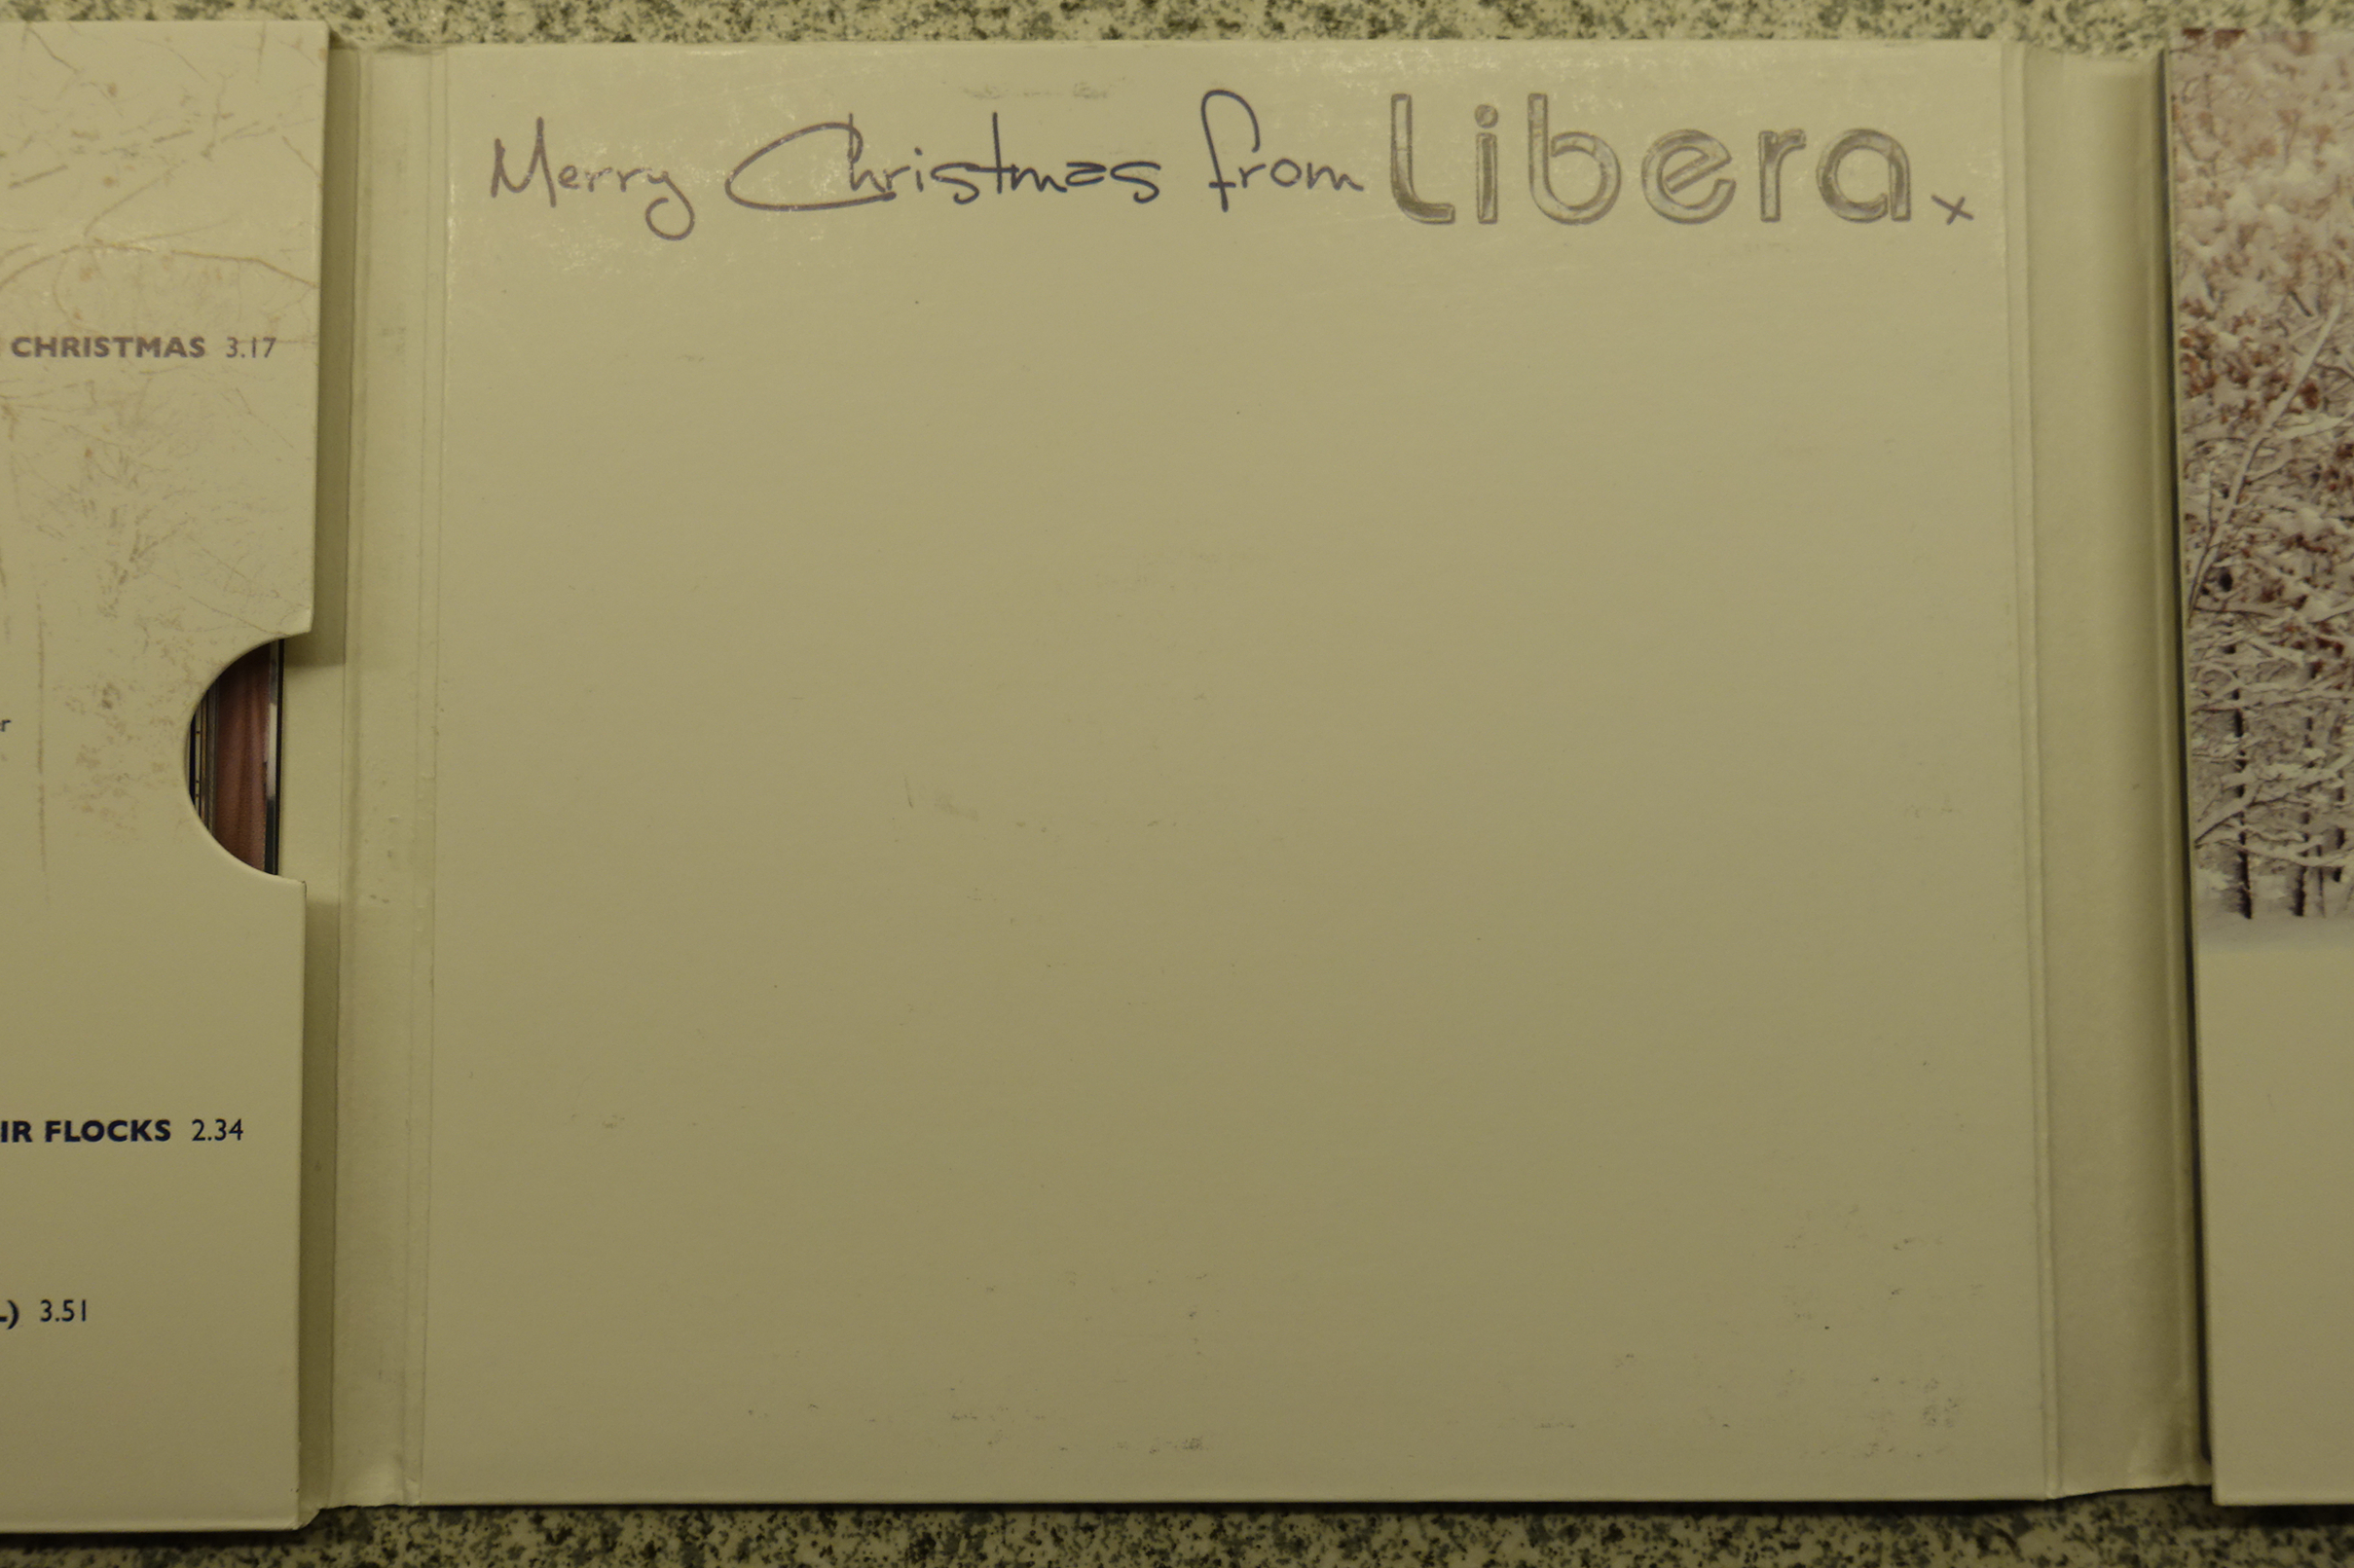 Merry Christmas from Libera. x
CHRISTMAS 3.17
IR FLOCKS 2.34
) 3.51